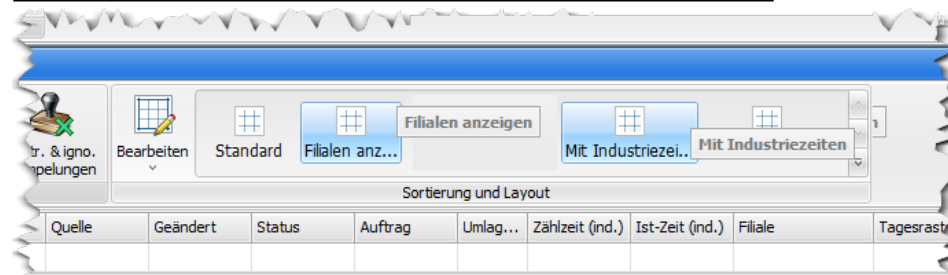 Filialen anzeigen
Mit Industriezeiten
tr. & igno.
Bearbeiten
Standard
Filialen anz...
Mit Industriezei...
npelungen
Sortierung und Layout
Quelle Geändert Status Auftrag Umlag... Zählzeit (ind.) Ist-Zeit (ind.) Filiale Tagesrast